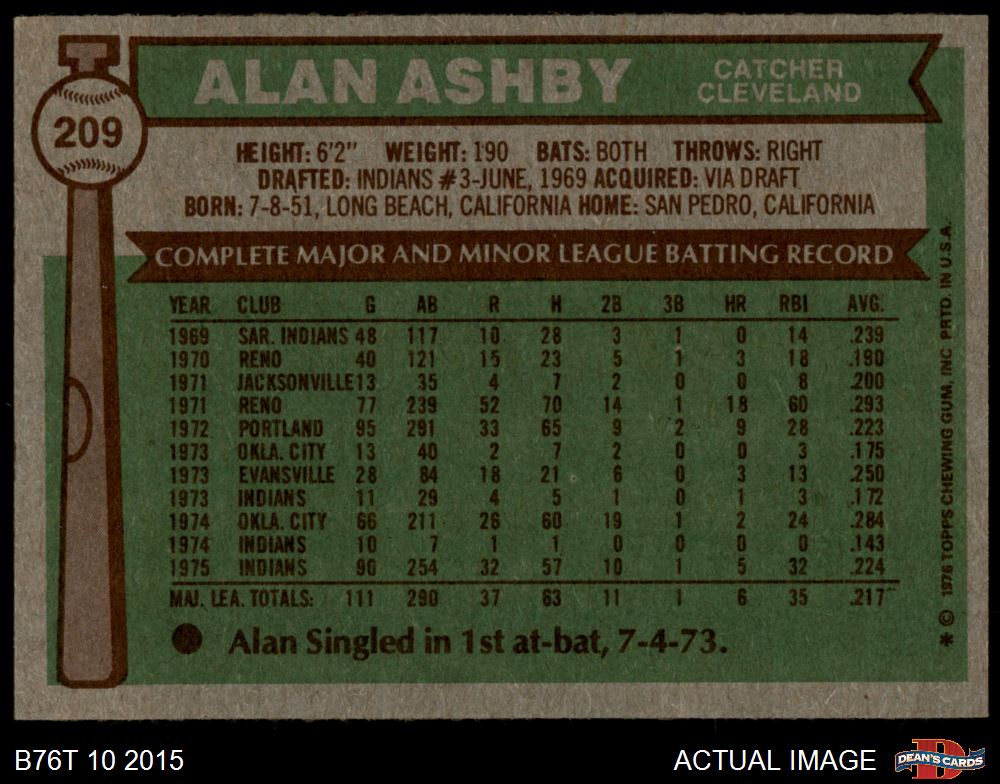 209
ALAN ASHBY
CATCHER
CLEVELAND
HEIGHT: 6'2" WEIGHT: 190 BATS: BOTH THROWS: RIGHT
DRAFTED: INDIANS #3-JUNE, 1969 ACQUIRED: VIA DRAFT
BORN: 7-8-51, LONG BEACH, CALIFORNIA HOME: SAN PEDRO, CALIFORNIA
COMPLETE MAJOR AND MINOR LEAGUE BATTING RECORD
YEAR CLUB G AB R H 2B 3B HR RBI AVG.
1969 SAR. INDIANS 48 117 10 28 3 1 0 14 .239
1970 RENO 40 121 15 23 5 1 3 18 .190
1971 JACKSONVILLE 13 35 4 7 2 0 0 8 .200
1971 RENO 77 239 52 70 14 1 18 60 .293
1972 PORTLAND 95 291 33 65 9 2 9 28 .223
1973 OKLA. CITY 13 40 2 7 2 0 0 3 .175
1973 EVANSVILLE 28 84 18 21 6 0 3 13 .250
1973 INDIANS 11 29 4 5 1 0 1 3 .172
1974 OKLA. CITY 66 211 26 60 19 1 2 24 .284
1974 INDIANS 10 7 1 1 0 0 0 0 .143
1975 INDIANS 90 254 32 57 10 1 5 32 .224
MAJ. LEA. TOTALS: 111 290 37 63 11 1 6 35 .217
Alan Singled in 1st at-bat, 7-4-73.
* © 1976 TOPPS CHEWING GUM, INC PRTD. IN U.S.A.
B76T 10 2015
ACTUAL IMAGE
DEAN'S CARDS